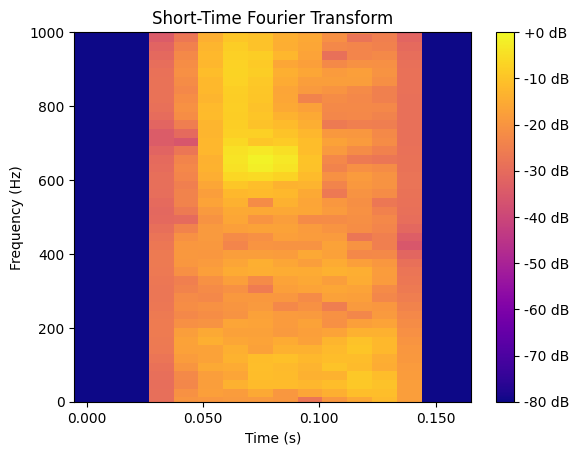 Short-Time Fourier Transform
1000
800
600
400
200
0
Frequency (Hz)
0.000
0.050
0.100
0.150
Time (s)
+0 dB
-10 dB
-20 dB
-30 dB
-40 dB
-50 dB
-60 dB
-70 dB
-80 dB